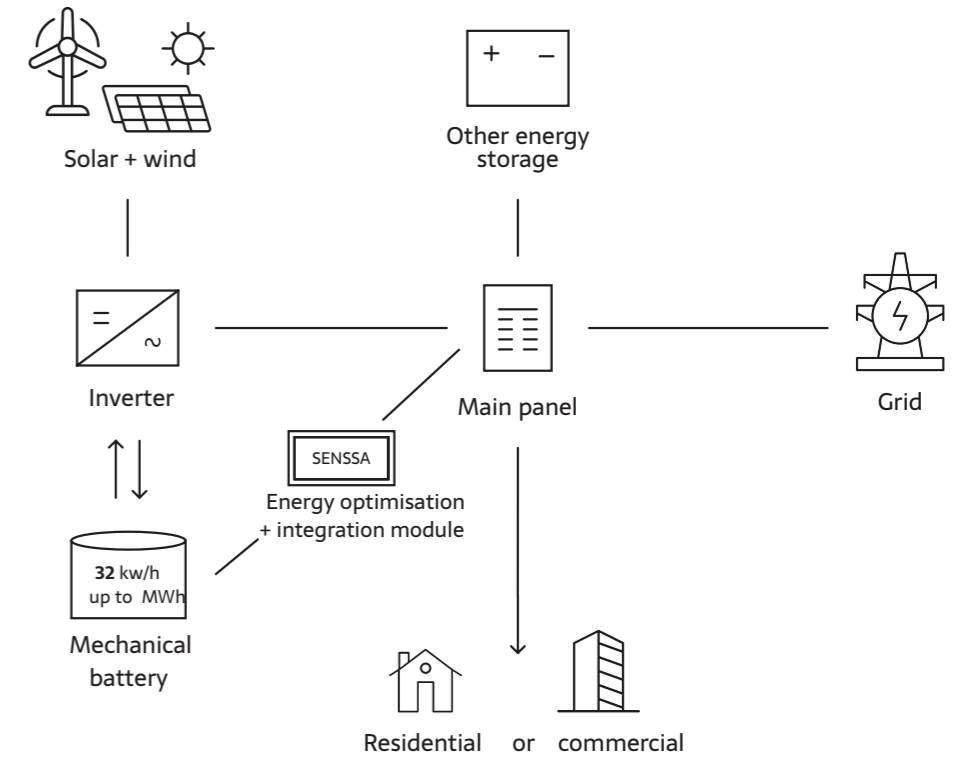 Solar + wind
Other energy
storage
+ −
Inverter
= ~
Main panel
Grid
SENSSA
Energy optimisation
+ integration module
32 kw/h
up to MWh
Mechanical
battery
Residential or commercial